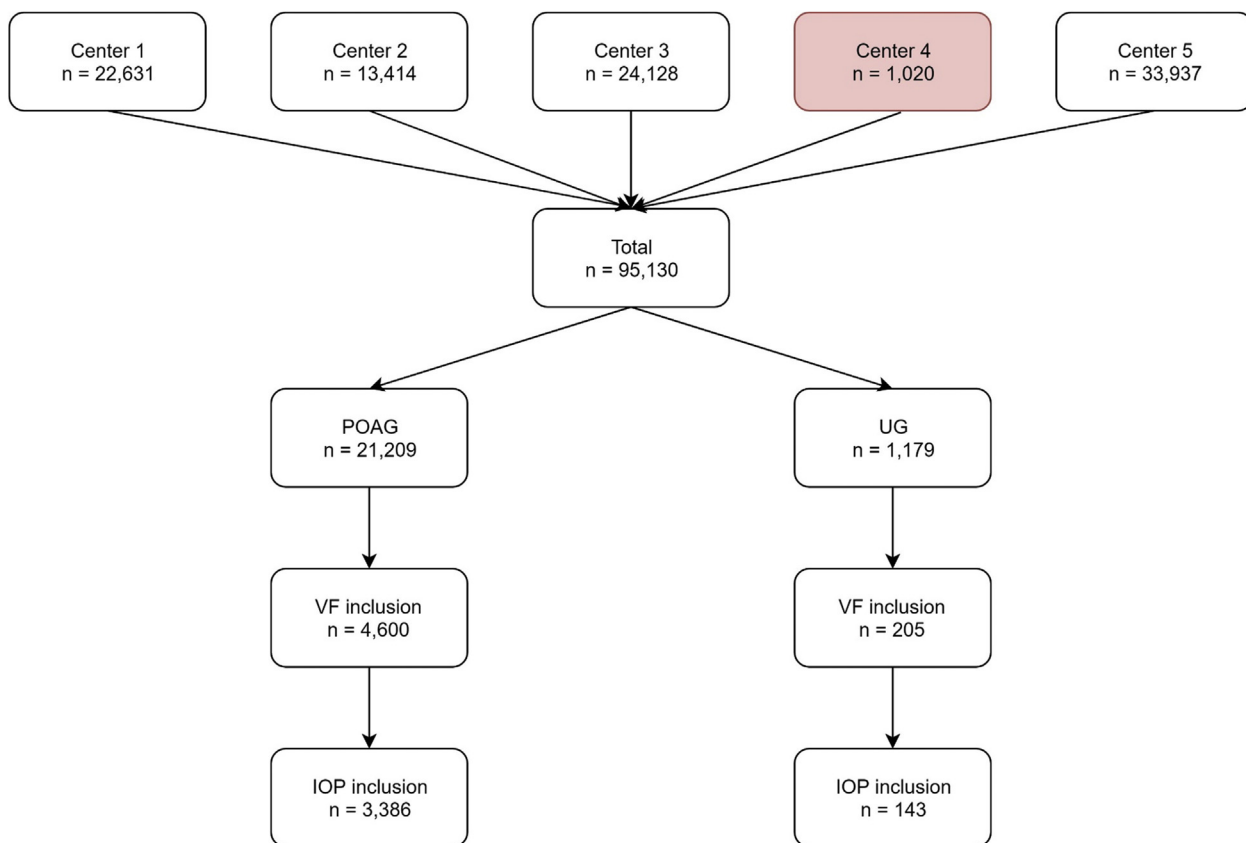 Center 1
n = 22,631
Center 2
n = 13,414
Center 3
n = 24,128
Center 4
n = 1,020
Center 5
n = 33,937
Total
n = 95,130
POAG
n = 21,209
UG
n = 1,179
VF inclusion
n = 4,600
VF inclusion
n = 205
IOP inclusion
n = 3,386
IOP inclusion
n = 143